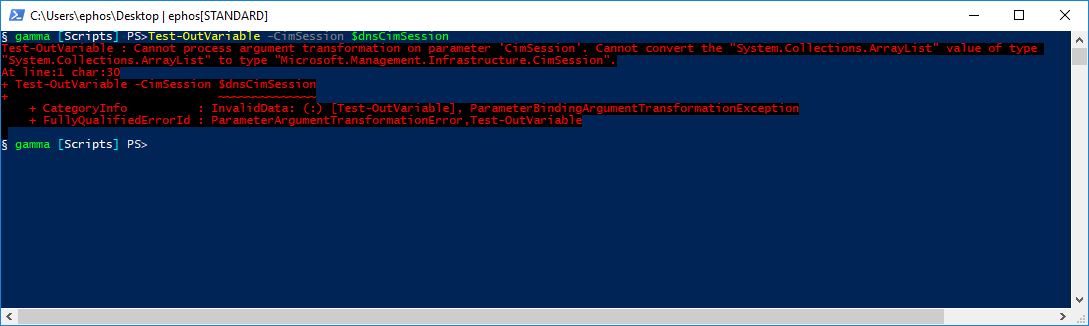 C:\Users\ephos\Desktop | ephos[STANDARD]
§ gamma [Scripts] PS>Test-OutVariable -CimSession $dnsCimSession
Test-OutVariable : Cannot process argument transformation on parameter 'CimSession'. Cannot convert the "System.Collections.ArrayList" value of type
"System.Collections.ArrayList" to type "Microsoft.Management.Infrastructure.CimSession".
At line:1 char:30
+ Test-OutVariable -CimSession $dnsCimSession
+                              ~~~~~~~~~~~~~~
    + CategoryInfo          : InvalidData: (:) [Test-OutVariable], ParameterBindingArgumentTransformationException
    + FullyQualifiedErrorId : ParameterArgumentTransformationError,Test-OutVariable
§ gamma [Scripts] PS>